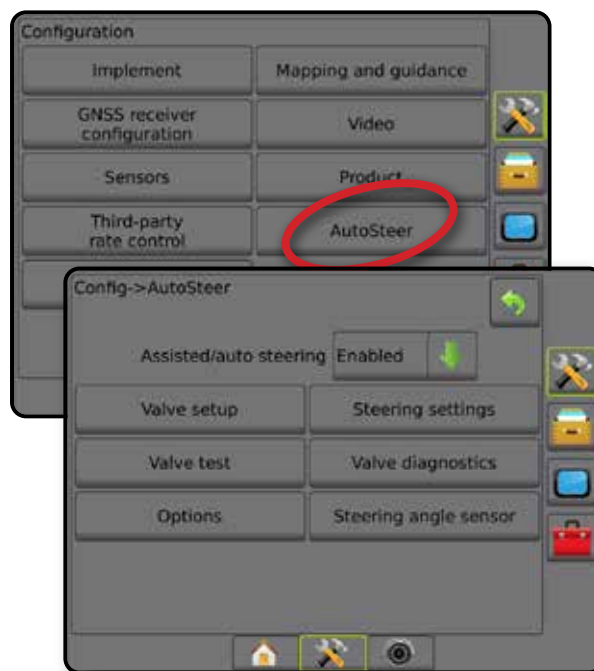 Configuration
Implement
Mapping and guidance
GNSS receiver
configuration
Video
Sensors
Product
Third-party
rate control
AutoSteer
Config->AutoSteer
Assisted/auto steering Enabled
Valve setup
Steering settings
Valve test
Valve diagnostics
Options
Steering angle sensor